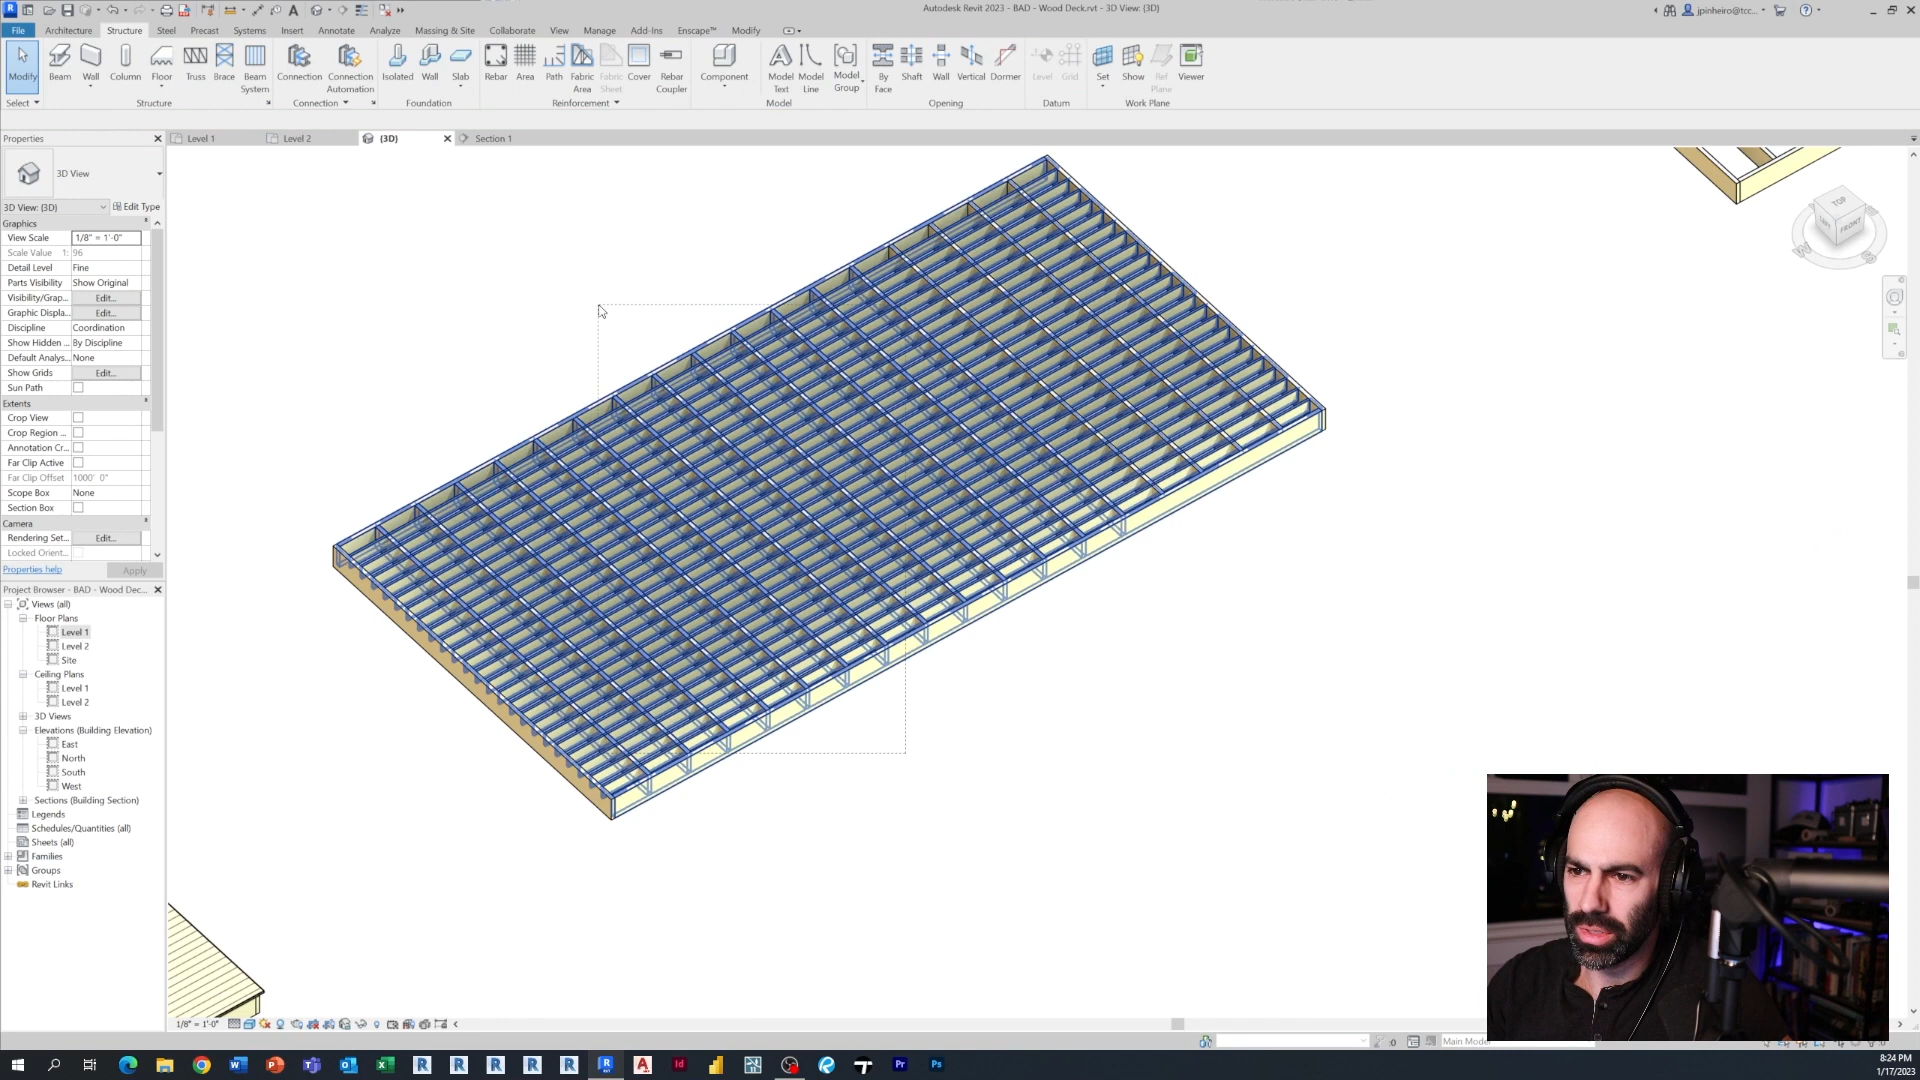 Autodesk Revit 2023 - BAD - Wood Deck.rvt - 3D View: {3D}
jpinheiro@tcc...
File Architecture Structure Steel Precast Systems Insert Annotate Analyze Massing & Site Collaborate View Manage Add-Ins Enscape™ Modify
Modify Beam Wall Column Floor Truss Brace Beam System Connection Connection Automation Isolated Wall Slab Rebar Area Path Fabric Area Fabric Sheet Cover Rebar Coupler Component Model Text Model Line Model Group By Face Shaft Wall Vertical Dormer Level Grid Set Show Ref Plane Viewer
Select Structure Connection Foundation Reinforcement Model Opening Datum Work Plane
Properties
Level 1 Level 2 {3D} Section 1
3D View
3D View: {3D} Edit Type
Graphics
View Scale 1/8" = 1'-0"
Scale Value 1: 96
Detail Level Fine
Parts Visibility Show Original
Visibility/Grap... Edit...
Graphic Displa... Edit...
Discipline Coordination
Show Hidden ... By Discipline
Default Analys... None
Show Grids Edit...
Sun Path
Extents
Crop View
Crop Region ...
Annotation Cr...
Far Clip Active
Far Clip Offset 1000' 0"
Scope Box None
Section Box
Camera
Rendering Set... Edit...
Locked Orient...
Properties help Apply
Project Browser - BAD - Wood Dec...
Views (all)
Floor Plans
Level 1
Level 2
Site
Ceiling Plans
Level 1
Level 2
3D Views
Elevations (Building Elevation)
East
North
South
West
Sections (Building Section)
Legends
Schedules/Quantities (all)
Sheets (all)
Families
Groups
Revit Links
TOP
LEFT FRONT
W S
1/8" = 1'-0"
:0 Main Model
8:24 PM
1/17/2023